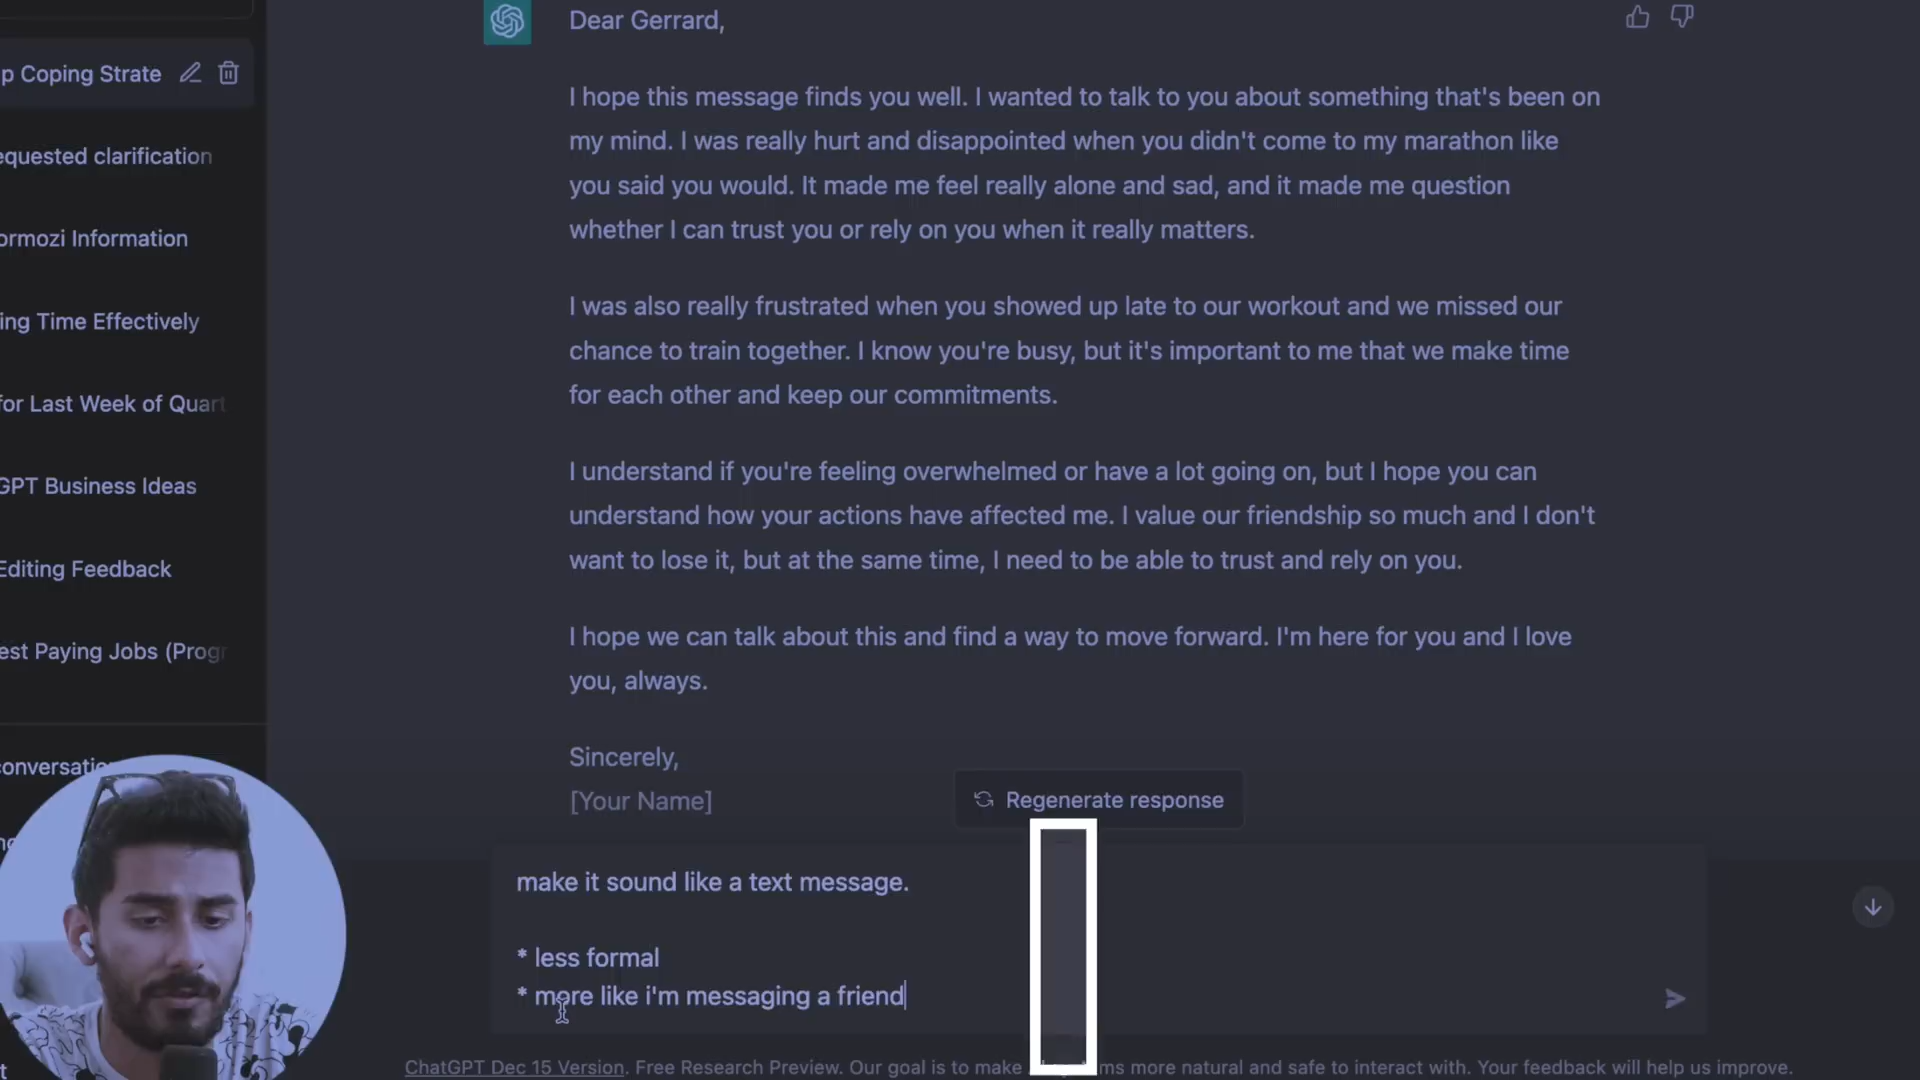 Dear Gerrard,
p Coping Strate
I hope this message finds you well. I wanted to talk to you about something that's been on
my mind. I was really hurt and disappointed when you didn't come to my marathon like
equested clarification
you said you would. It made me feel really alone and sad, and it made me question
whether I can trust you or rely on you when it really matters.
ormozi Information
I was also really frustrated when you showed up late to our workout and we missed our
ing Time Effectively
chance to train together. I know you're busy, but it's important to me that we make time
for each other and keep our commitments.
for Last Week of Quart
I understand if you're feeling overwhelmed or have a lot going on, but I hope you can
GPT Business Ideas
understand how your actions have affected me. I value our friendship so much and I don't
want to lose it, but at the same time, I need to be able to trust and rely on you.
Editing Feedback
I hope we can talk about this and find a way to move forward. I'm here for you and I love
est Paying Jobs (Progr
you, always.
Sincerely,
conversatio
[Your Name]
Regenerate response
make it sound like a text message.
* less formal
* more like i'm messaging a friend
ChatGPT Dec 15 Version. Free Research Preview. Our goal is to make ms more natural and safe to interact with. Your feedback will help us improve.